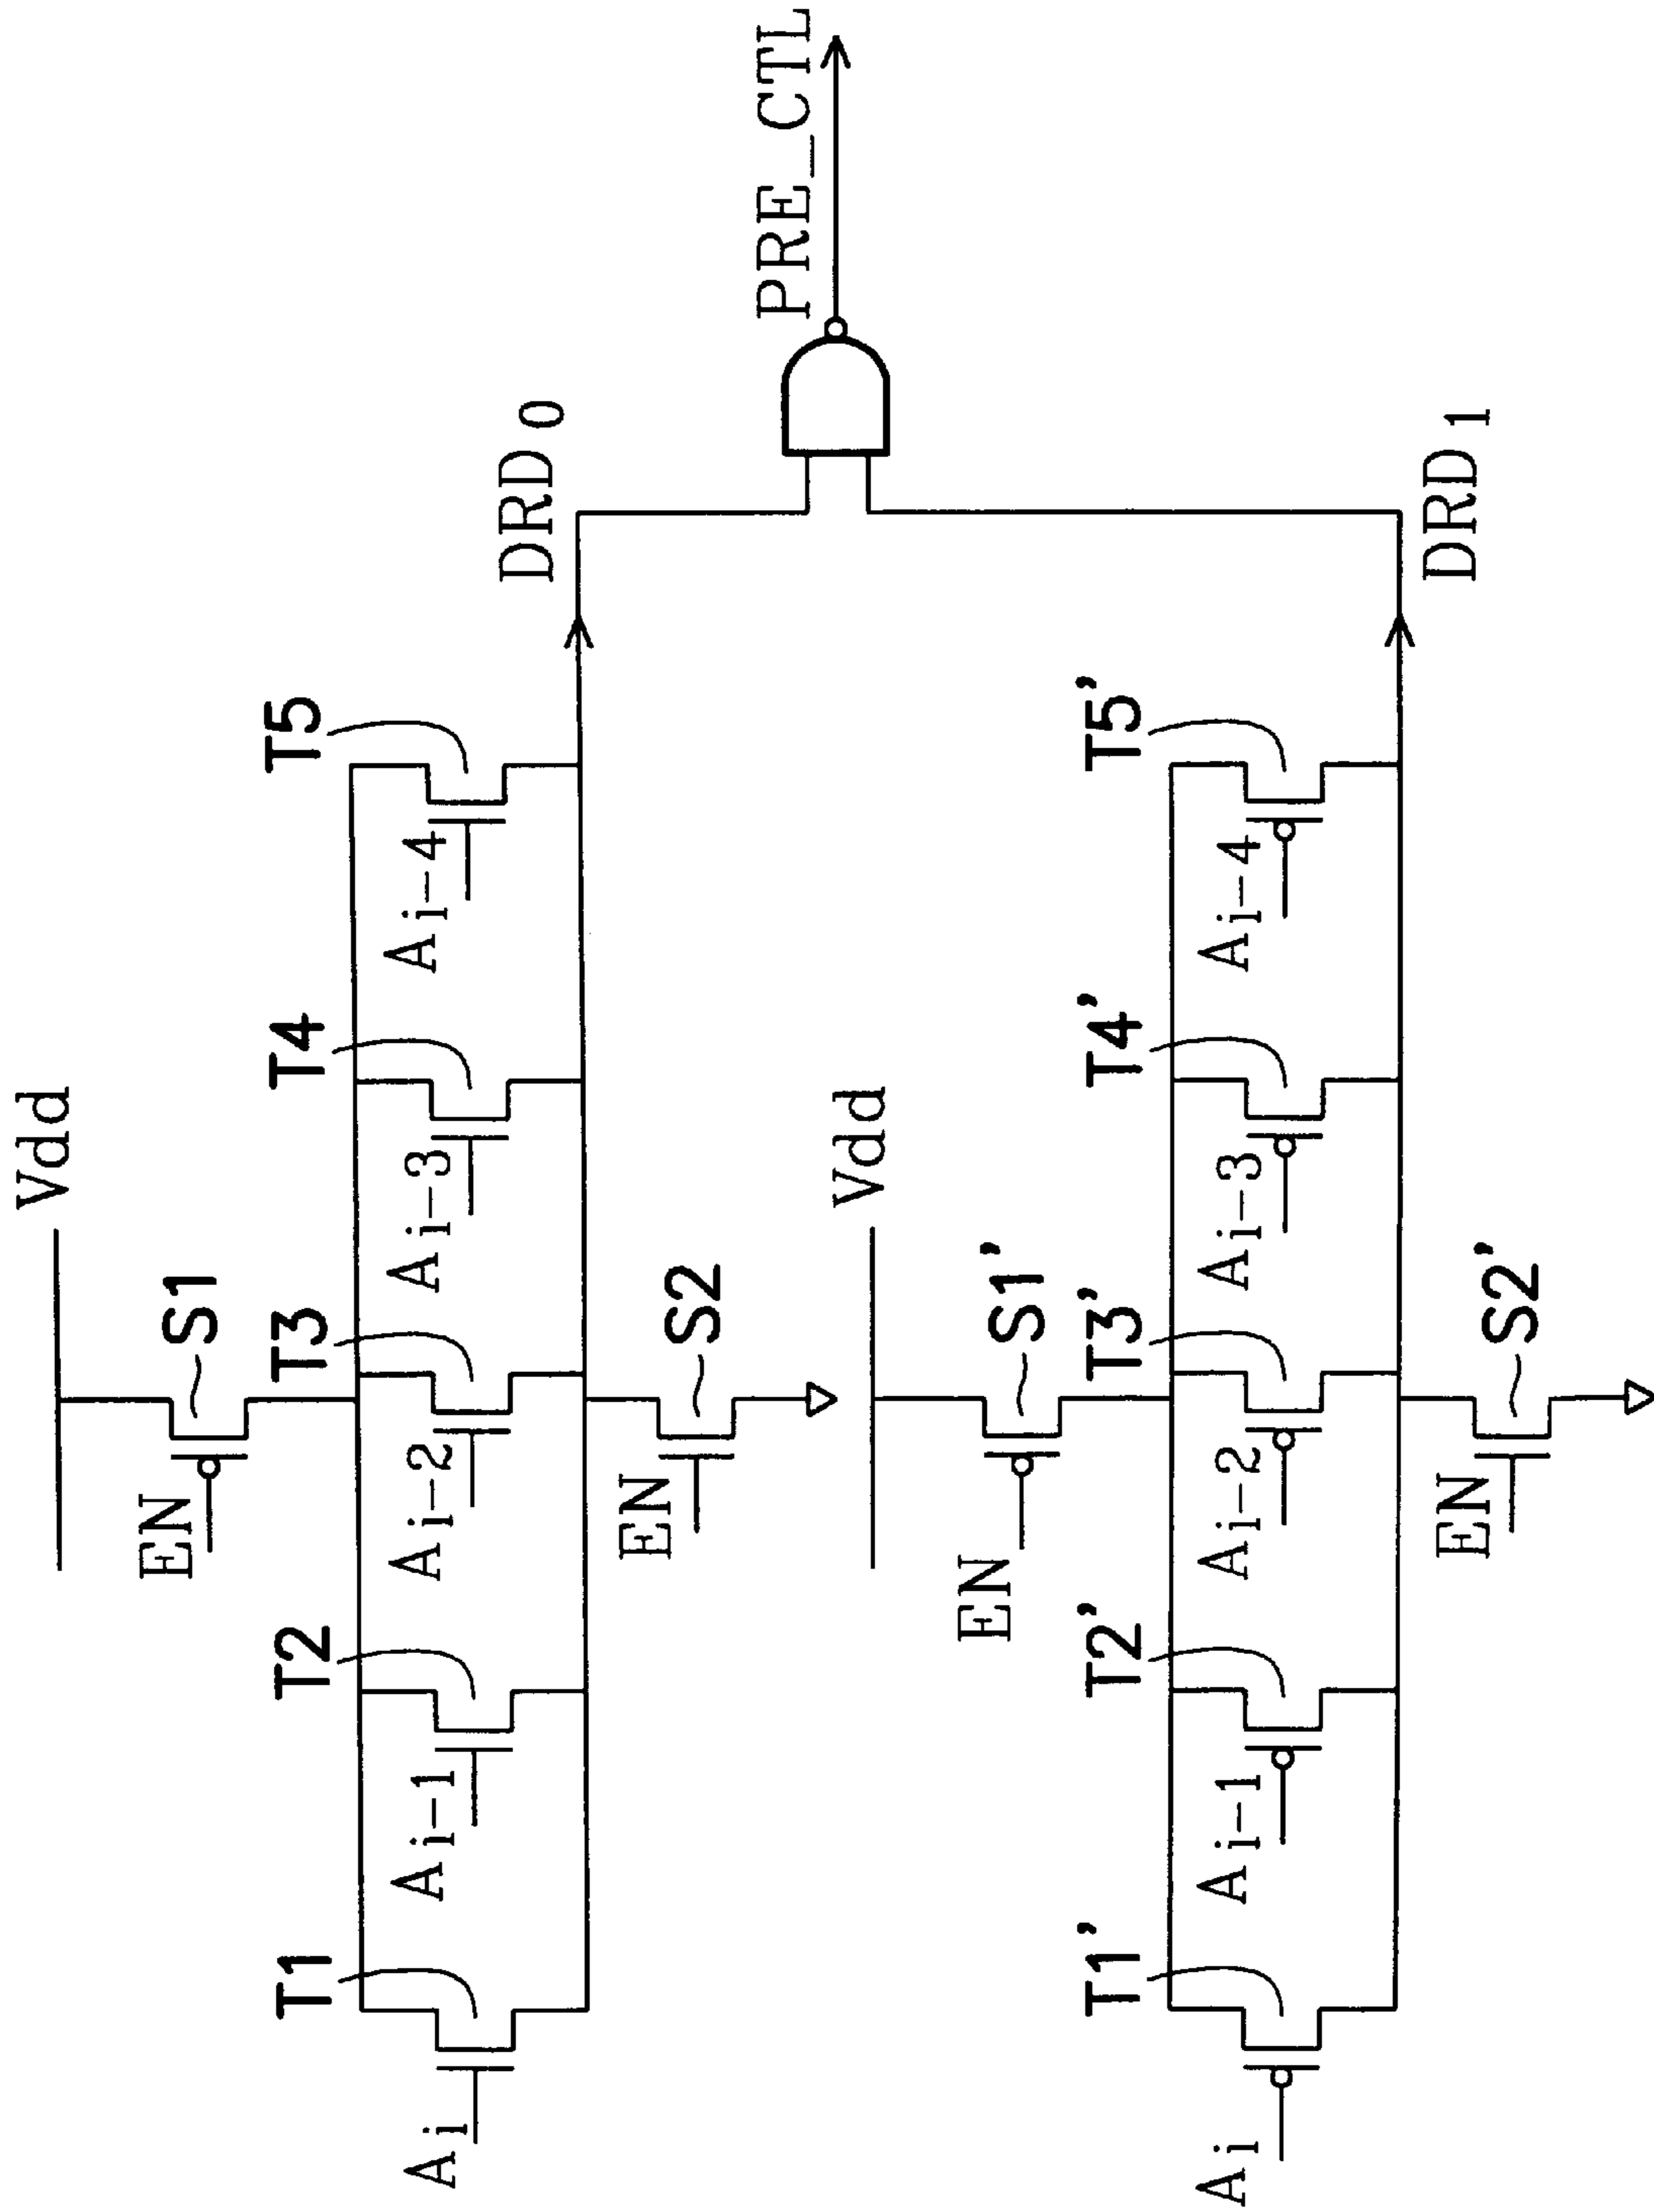 Vdd
EN
S1
T1
T2
T3
T4
T5
Ai
Ai-1
Ai-2
Ai-3
Ai-4
EN
S2
DRD0
PRE_CTL
Vdd
EN
S1'
T1'
T2'
T3'
T4'
T5'
Ai
Ai-1
Ai-2
Ai-3
Ai-4
EN
S2'
DRD1